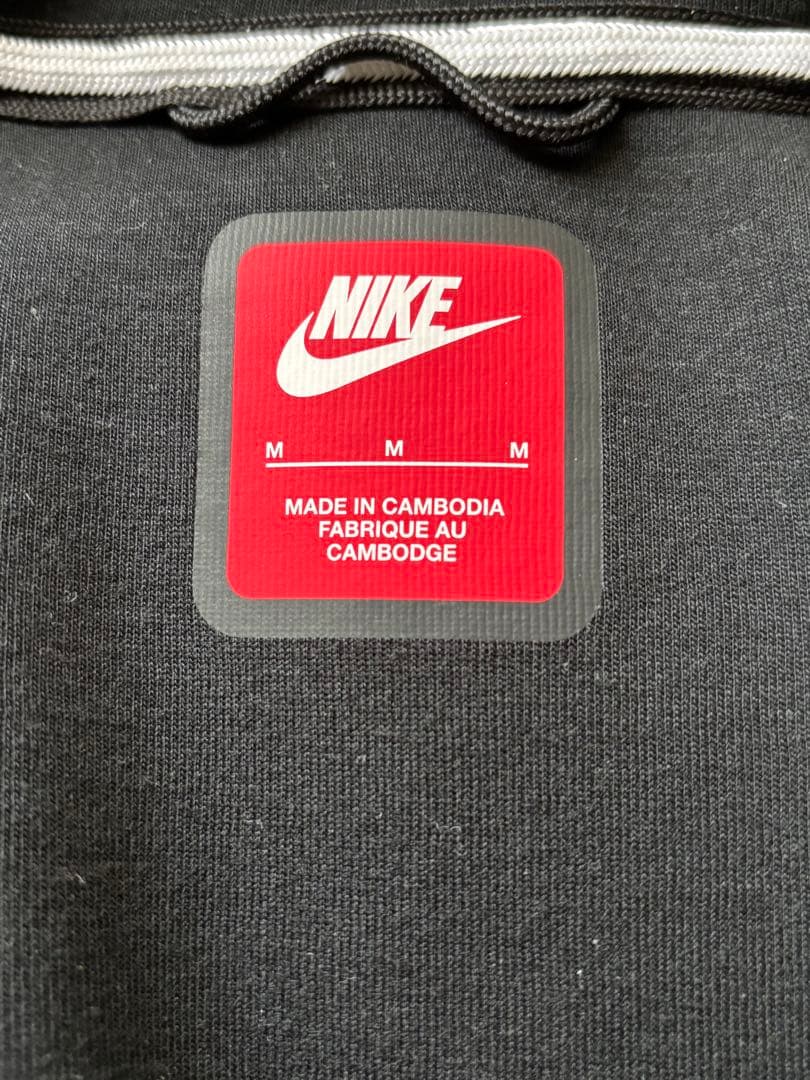 NIKE
M M M
MADE IN CAMBODIA
FABRIQUE AU
CAMBODGE